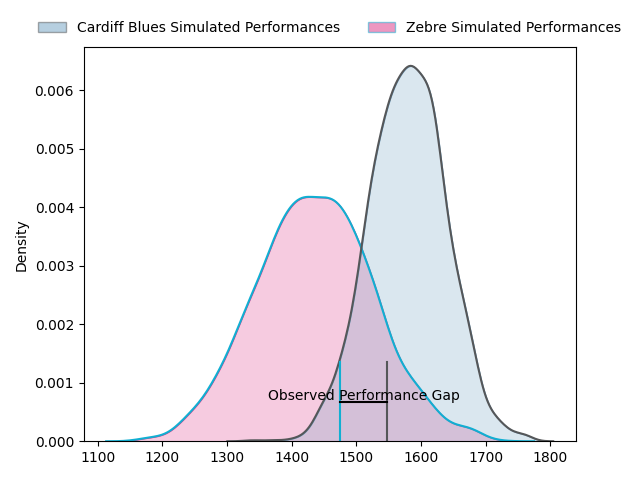 Cardiff Blues Simulated Performances
Zebre Simulated Performances
Density
0.006
0.005
0.004
0.003
0.002
0.001
0.000
Observed Performance Gap
1100 1200 1300 1400 1500 1600 1700 1800